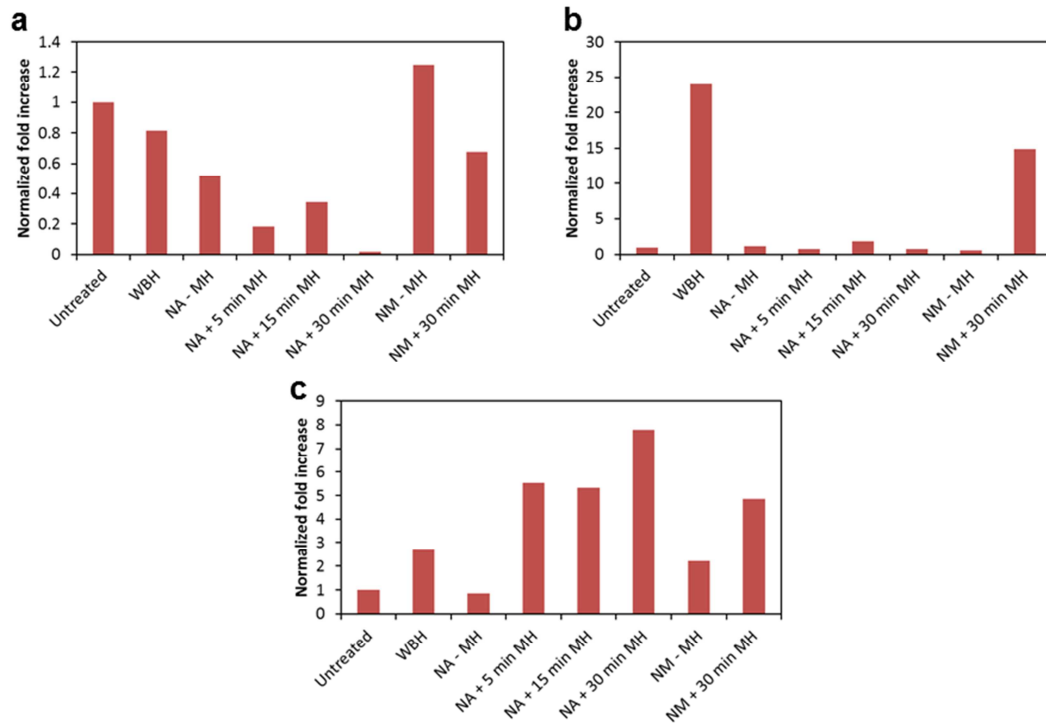 a
Normalized fold increase
1.4
1.2
1
0.8
0.6
0.4
0.2
0
Untreated
WBH
NA - MH
NA + 5 min MH
NA + 15 min MH
NA + 30 min MH
NM - MH
NM + 30 min MH
b
Normalized fold increase
30
25
20
15
10
5
0
Untreated
WBH
NA - MH
NA + 5 min MH
NA + 15 min MH
NA + 30 min MH
NM - MH
NM + 30 min MH
c
Normalized fold increase
9
8
7
6
5
4
3
2
1
0
Untreated
WBH
NA - MH
NA + 5 min MH
NA + 15 min MH
NA + 30 min MH
NM - MH
NM + 30 min MH